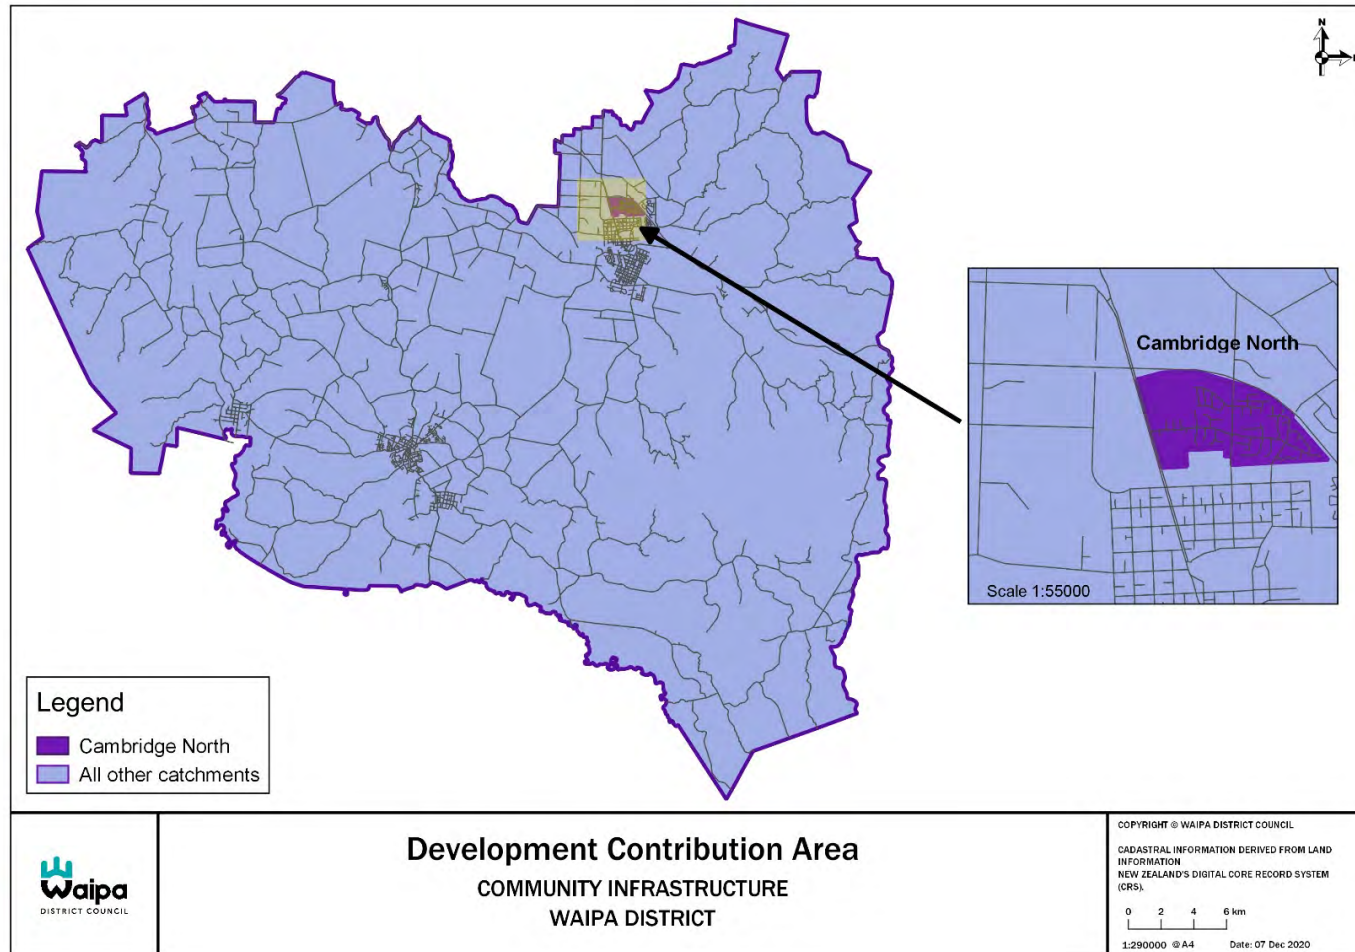 N
Cambridge North
Scale 1:55000
Legend
Cambridge North
All other catchments
Waipa
DISTRICT COUNCIL
Development Contribution Area
COMMUNITY INFRASTRUCTURE
WAIPA DISTRICT
COPYRIGHT © WAIPA DISTRICT COUNCIL
CADASTRAL INFORMATION DERIVED FROM LAND
INFORMATION
NEW ZEALAND'S DIGITAL CORE RECORD SYSTEM
(CRS).
0 2 4 6 km
1:290000 @ A4 Date: 07 Dec 2020